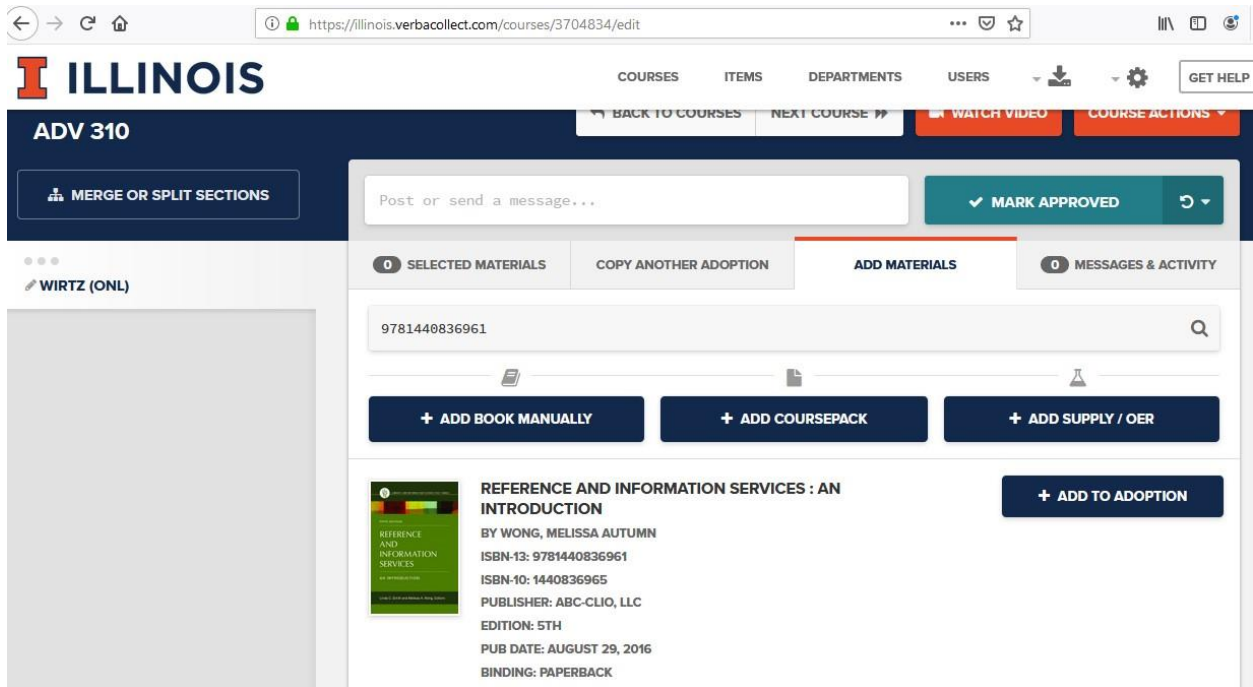 https://illinois.verbacollect.com/courses/3704834/edit
ILLINOIS
COURSES ITEMS DEPARTMENTS USERS GET HELP
ADV 310
BACK TO COURSES NEXT COURSE WATCH VIDEO COURSE ACTIONS
MERGE OR SPLIT SECTIONS
Post or send a message...
MARK APPROVED
WIRTZ (ONL)
0 SELECTED MATERIALS COPY ANOTHER ADOPTION ADD MATERIALS 0 MESSAGES & ACTIVITY
9781440836961
+ ADD BOOK MANUALLY + ADD COURSEPACK + ADD SUPPLY / OER
REFERENCE
AND
INFORMATION
SERVICES
REFERENCE AND INFORMATION SERVICES : AN
INTRODUCTION
BY WONG, MELISSA AUTUMN
ISBN-13: 9781440836961
ISBN-10: 1440836965
PUBLISHER: ABC-CLIO, LLC
EDITION: 5TH
PUB DATE: AUGUST 29, 2016
BINDING: PAPERBACK
+ ADD TO ADOPTION